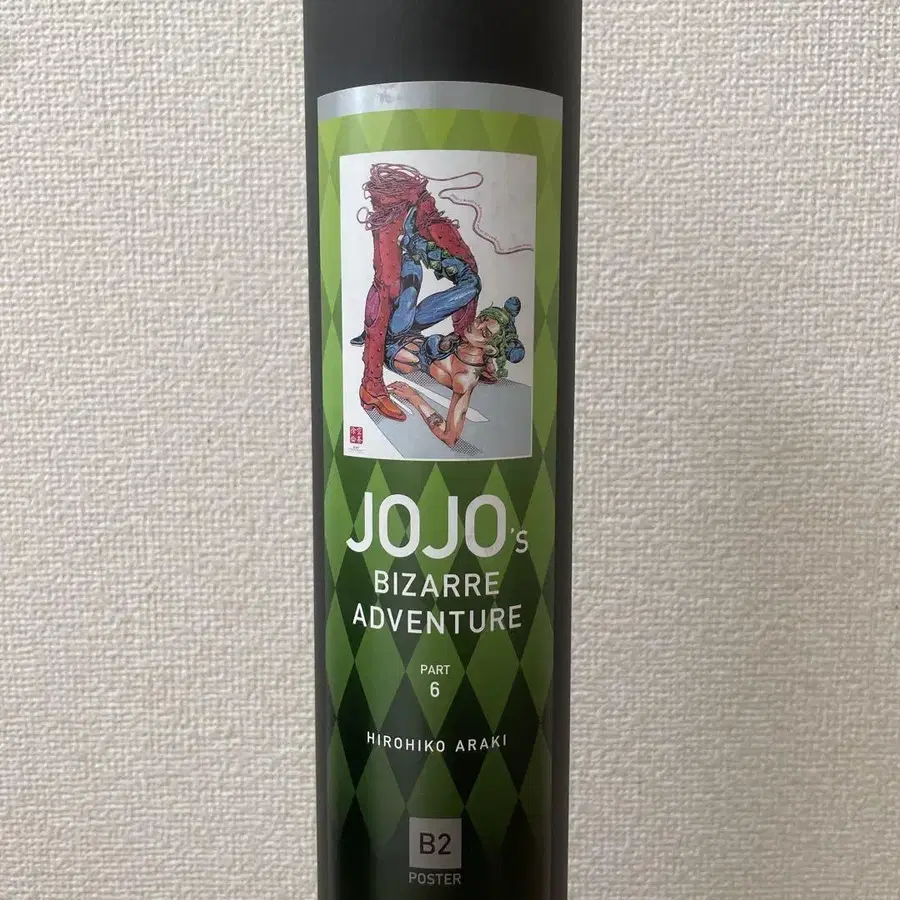 JOJO's
BIZARRE
ADVENTURE
PART
6
HIROHIKO ARAKI
B2
POSTER